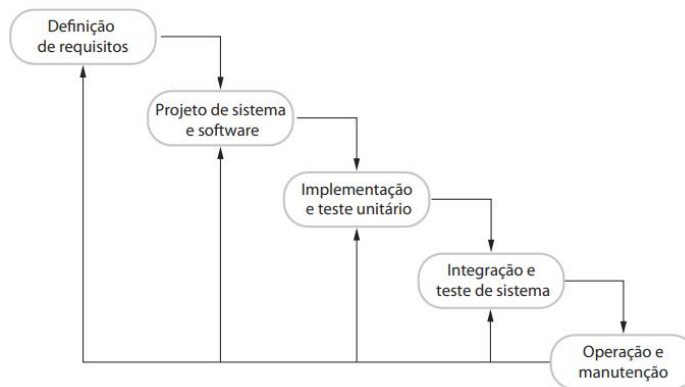 Definição
de requisitos
Projeto de sistema
e software
Implementação
e teste unitário
Integração e
teste de sistema
Operação e
manutenção